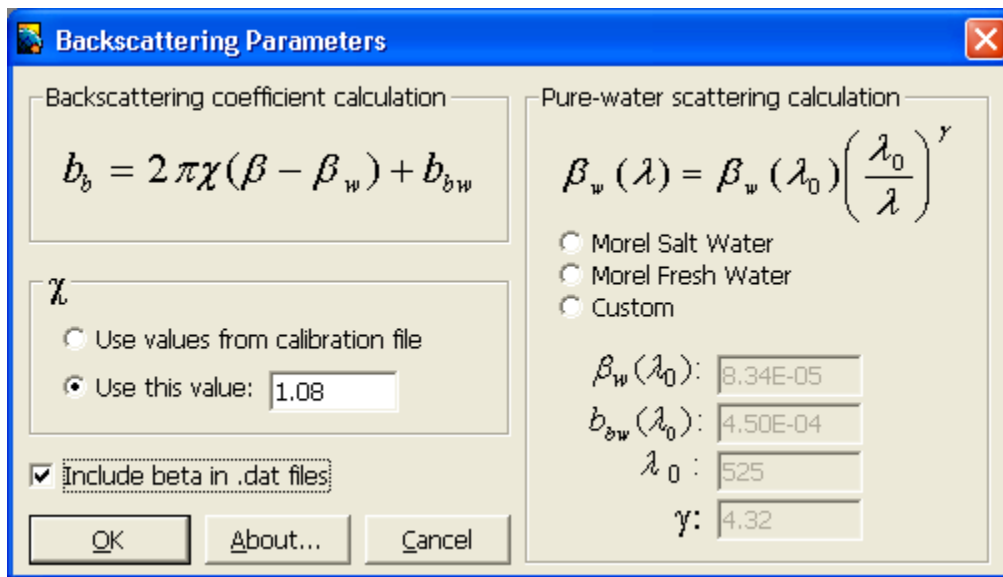 Backscattering Parameters
Backscattering coefficient calculation
b_b = 2πχ(β − β_w) + b_bw
χ
Use values from calibration file
Use this value: 1.08
Include beta in .dat files
OK
About...
Cancel
Pure-water scattering calculation
β_w (λ) = β_w (λ_0)(λ_0/λ)^γ
Morel Salt Water
Morel Fresh Water
Custom
β_w(λ_0): 8.34E-05
b_bw(λ_0): 4.50E-04
λ_0 : 525
γ: 4.32